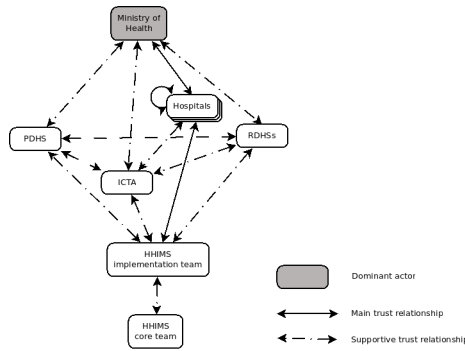 Ministry of
Health
Hospitals
PDHS
RDHSs
ICTA
HHIMS
implementation team
HHIMS
core team
Dominant actor
Main trust relationship
Supportive trust relationship